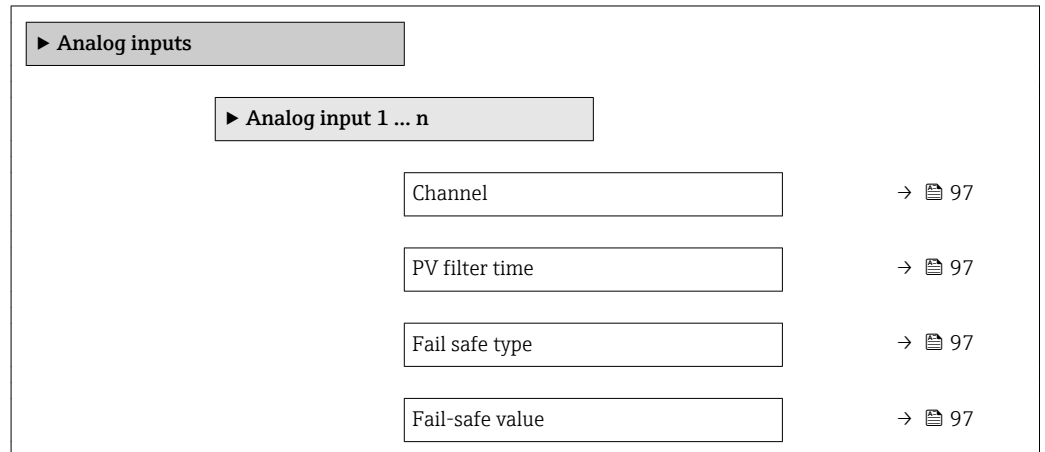 ▶ Analog inputs
▶ Analog input 1 ... n
Channel → 97
PV filter time → 97
Fail safe type → 97
Fail-safe value → 97